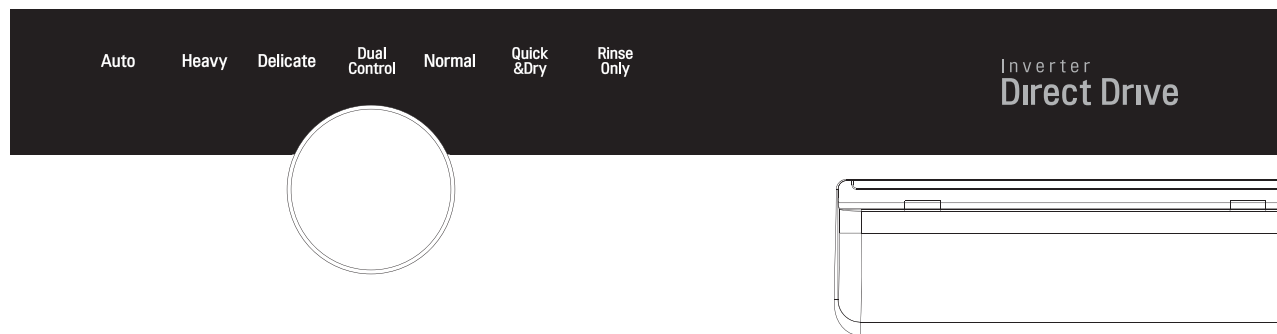 Auto
Heavy
Delicate
Dual
Control
Normal
Quick
&Dry
Rinse
Only
Inverter
Direct Drive